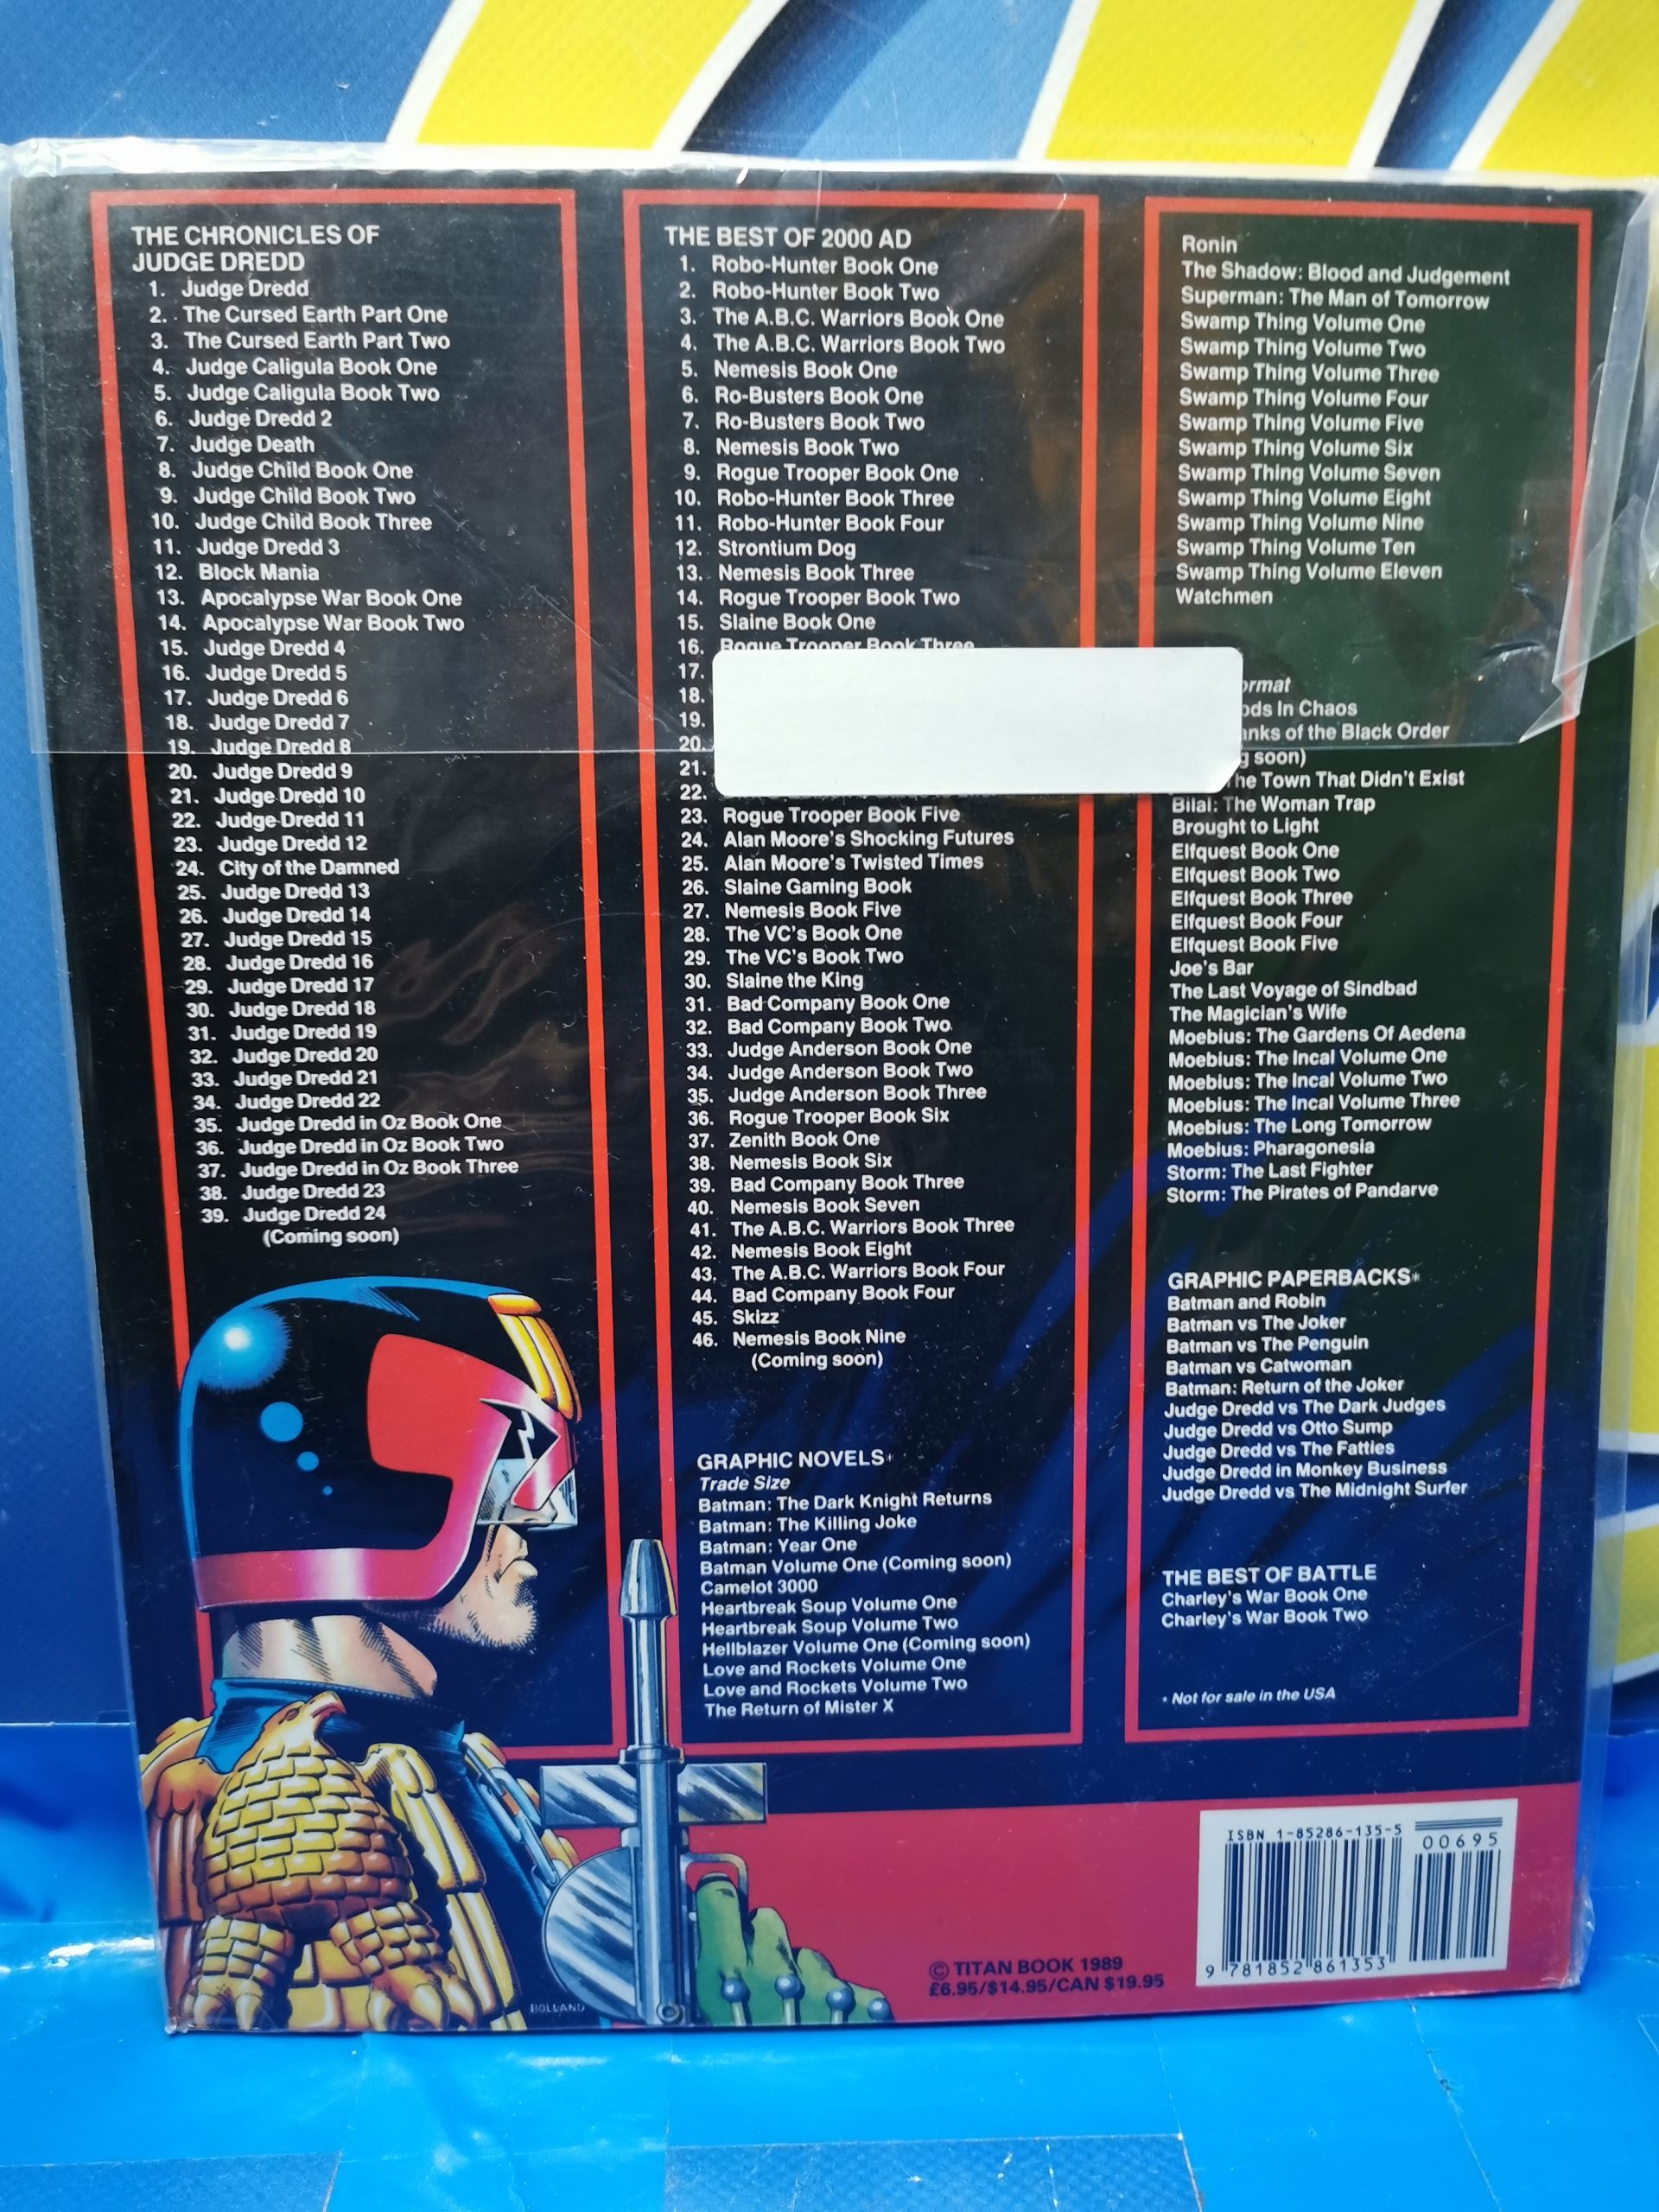 THE CHRONICLES OF
JUDGE DREDD
1. Judge Dredd
2. The Cursed Earth Part One
3. The Cursed Earth Part Two
4. Judge Caligula Book One
5. Judge Caligula Book Two
6. Judge Dredd 2
7. Judge Death
8. Judge Child Book One
9. Judge Child Book Two
10. Judge Child Book Three
11. Judge Dredd 3
12. Block Mania
13. Apocalypse War Book One
14. Apocalypse War Book Two
15. Judge Dredd 4
16. Judge Dredd 5
17. Judge Dredd 6
18. Judge Dredd 7
19. Judge Dredd 8
20. Judge Dredd 9
21. Judge Dredd 10
22. Judge Dredd 11
23. Judge Dredd 12
24. City of the Damned
25. Judge Dredd 13
26. Judge Dredd 14
27. Judge Dredd 15
28. Judge Dredd 16
29. Judge Dredd 17
30. Judge Dredd 18
31. Judge Dredd 19
32. Judge Dredd 20
33. Judge Dredd 21
34. Judge Dredd 22
35. Judge Dredd in Oz Book One
36. Judge Dredd in Oz Book Two
37. Judge Dredd in Oz Book Three
38. Judge Dredd 23
39. Judge Dredd 24
(Coming soon)
THE BEST OF 2000 AD
1. Robo-Hunter Book One
2. Robo-Hunter Book Two
3. The A.B.C. Warriors Book One
4. The A.B.C. Warriors Book Two
5. Nemesis Book One
6. Ro-Busters Book One
7. Ro-Busters Book Two
8. Nemesis Book Two
9. Rogue Trooper Book One
10. Robo-Hunter Book Three
11. Robo-Hunter Book Four
12. Strontium Dog
13. Nemesis Book Three
14. Rogue Trooper Book Two
15. Slaine Book One
16. Rogue Trooper Book Three
17.
18.
19.
20.
21.
22.
23. Rogue Trooper Book Five
24. Alan Moore's Shocking Futures
25. Alan Moore's Twisted Times
26. Slaine Gaming Book
27. Nemesis Book Five
28. The VC's Book One
29. The VC's Book Two
30. Slaine the King
31. Bad Company Book One
32. Bad Company Book Two
33. Judge Anderson Book One
34. Judge Anderson Book Two
35. Judge Anderson Book Three
36. Rogue Trooper Book Six
37. Zenith Book One
38. Nemesis Book Six
39. Bad Company Book Three
40. Nemesis Book Seven
41. The A.B.C. Warriors Book Three
42. Nemesis Book Eight
43. The A.B.C. Warriors Book Four
44. Bad Company Book Four
45. Skizz
46. Nemesis Book Nine
(Coming soon)
GRAPHIC NOVELS*
Trade Size
Batman: The Dark Knight Returns
Batman: The Killing Joke
Batman: Year One
Batman Volume One (Coming soon)
Camelot 3000
Heartbreak Soup Volume One
Heartbreak Soup Volume Two
Hellblazer Volume One (Coming soon)
Love and Rockets Volume One
Love and Rockets Volume Two
The Return of Mister X
Ronin
The Shadow: Blood and Judgement
Superman: The Man of Tomorrow
Swamp Thing Volume One
Swamp Thing Volume Two
Swamp Thing Volume Three
Swamp Thing Volume Four
Swamp Thing Volume Five
Swamp Thing Volume Six
Swamp Thing Volume Seven
Swamp Thing Volume Eight
Swamp Thing Volume Nine
Swamp Thing Volume Ten
Swamp Thing Volume Eleven
Watchmen
In Chaos
of the Black Order
soon)
The Town That Didn't Exist
Bilal: The Woman Trap
Brought to Light
Elfquest Book One
Elfquest Book Two
Elfquest Book Three
Elfquest Book Four
Elfquest Book Five
Joe's Bar
The Last Voyage of Sindbad
The Magician's Wife
Moebius: The Gardens Of Aedena
Moebius: The Incal Volume One
Moebius: The Incal Volume Two
Moebius: The Incal Volume Three
Moebius: The Long Tomorrow
Moebius: Pharagonesia
Storm: The Last Fighter
Storm: The Pirates of Pandarve
GRAPHIC PAPERBACKS*
Batman and Robin
Batman vs The Joker
Batman vs The Penguin
Batman vs Catwoman
Batman: Return of the Joker
Judge Dredd vs The Dark Judges
Judge Dredd vs Otto Sump
Judge Dredd vs The Fatties
Judge Dredd in Monkey Business
Judge Dredd vs The Midnight Surfer
THE BEST OF BATTLE
Charley's War Book One
Charley's War Book Two
* Not for sale in the USA
BOLLAND
© TITAN BOOK 1989
£6.95/$14.95/CAN $19.95
ISBN 1-85286-135-5
00695
9 781852 861353